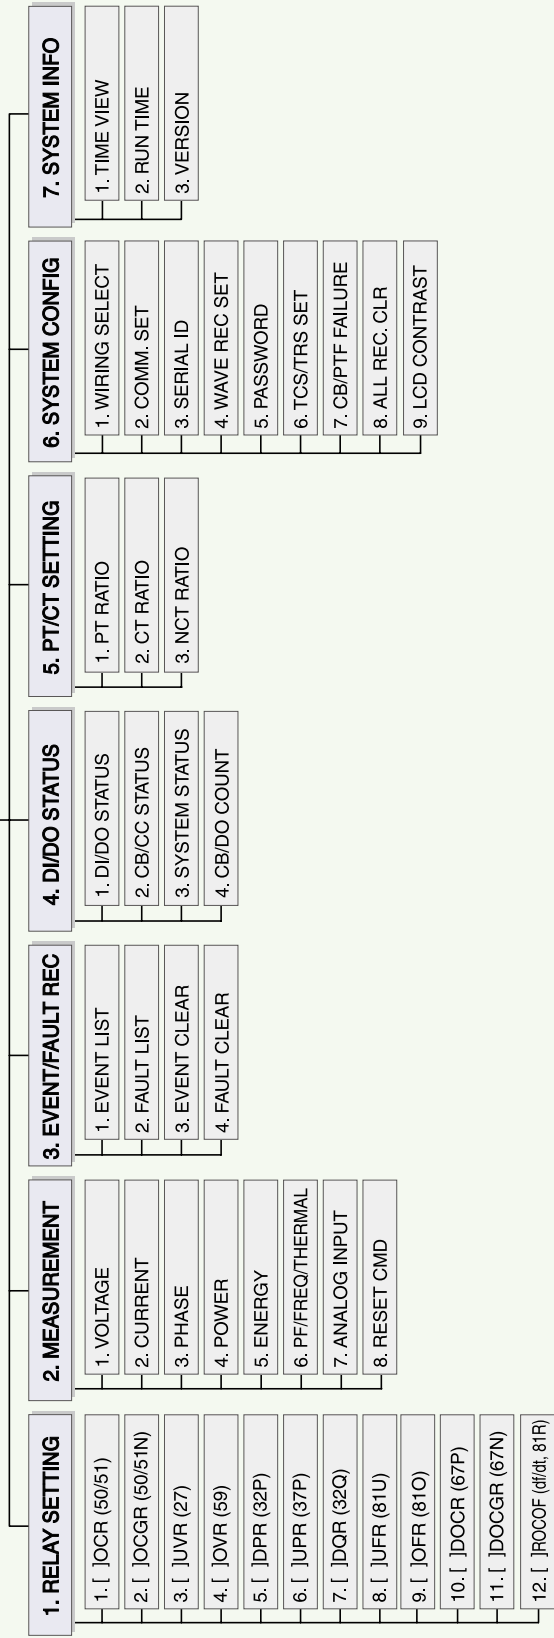 1. RELAY SETTING
1. [ ]OCR (50/51)
2. [ ]OCGR (50/51N)
3. [ ]UVR (27)
4. [ ]OVR (59)
5. [ ]DPR (32P)
6. [ ]UPR (37P)
7. [ ]DQR (32Q)
8. [ ]UFR (81U)
9. [ ]OFR (81O)
10. [ ]DOCR (67P)
11. [ ]DOCGR (67N)
12. [ ]ROCOF (df/dt, 81R)
2. MEASUREMENT
1. VOLTAGE
2. CURRENT
3. PHASE
4. POWER
5. ENERGY
6. PF/FREQ/THERMAL
7. ANALOG INPUT
8. RESET CMD
3. EVENT/FAULT REC
1. EVENT LIST
2. FAULT LIST
3. EVENT CLEAR
4. FAULT CLEAR
4. DI/DO STATUS
1. DI/DO STATUS
2. CB/CC STATUS
3. SYSTEM STATUS
4. CB/DO COUNT
5. PT/CT SETTING
1. PT RATIO
2. CT RATIO
3. NCT RATIO
6. SYSTEM CONFIG
1. WIRING SELECT
2. COMM. SET
3. SERIAL ID
4. WAVE REC SET
5. PASSWORD
6. TCS/TRS SET
7. CB/PTF FAILURE
8. ALL REC. CLR
9. LCD CONTRAST
7. SYSTEM INFO
1. TIME VIEW
2. RUN TIME
3. VERSION